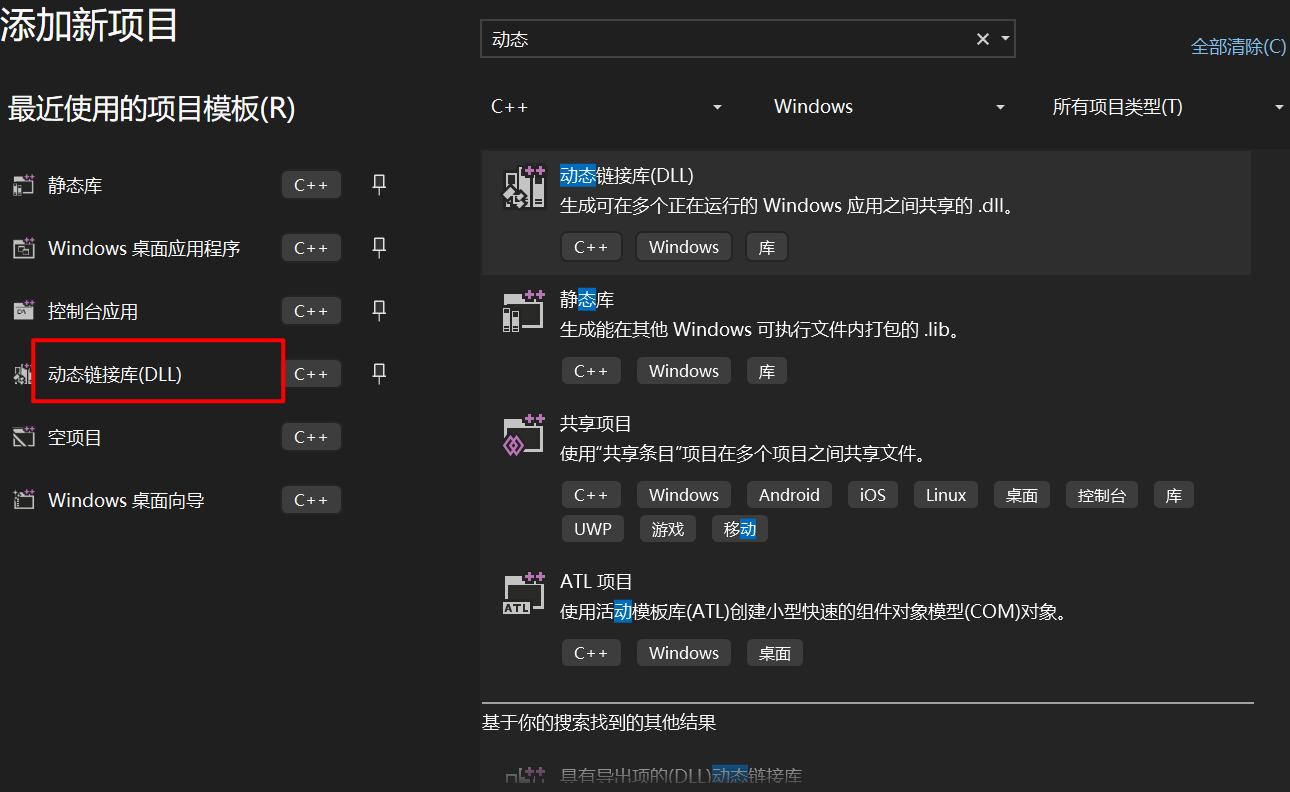 添加新项目
最近使用的项目模板(R)
静态库 C++
Windows 桌面应用程序 C++
控制台应用 C++
动态链接库(DLL) C++
空项目 C++
Windows 桌面向导 C++
动态
全部清除(C)
C++ Windows 所有项目类型(T)
动态链接库(DLL)
生成可在多个正在运行的 Windows 应用之间共享的 .dll。
C++ Windows 库
静态库
生成能在其他 Windows 可执行文件内打包的 .lib。
C++ Windows 库
共享项目
使用“共享条目”项目在多个项目之间共享文件。
C++ Windows Android iOS Linux 桌面 控制台 库
UWP 游戏 移动
ATL 项目
ATL
使用活动模板库(ATL)创建小型快速的组件对象模型(COM)对象。
C++ Windows 桌面
基于你的搜索找到的其他结果
具有导出项的(DLL)动态链接库